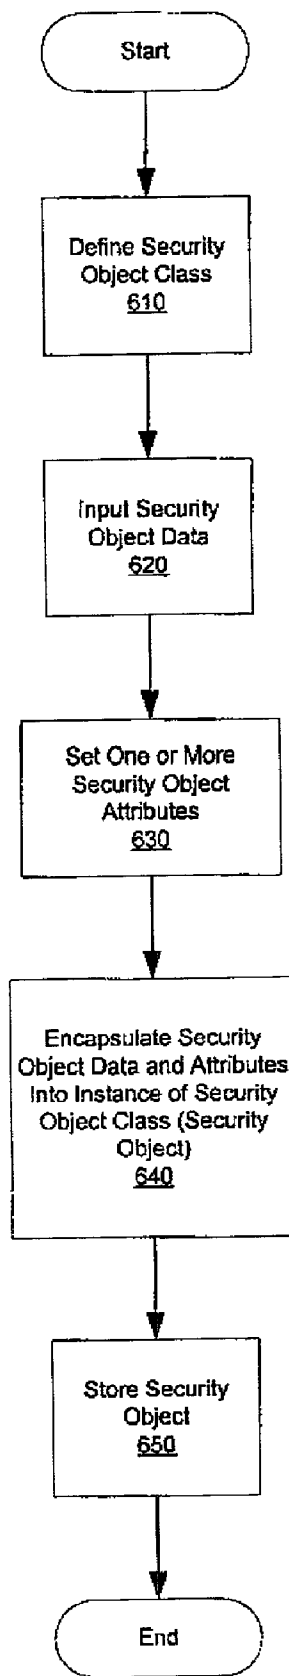 Start
Define Security
Object Class
610
Input Security
Object Data
620
Set One or More
Security Object
Attributes
630
Encapsulate Security
Object Data and Attributes
Into Instance of Security
Object Class (Security
Object)
640
Store Security
Object
650
End